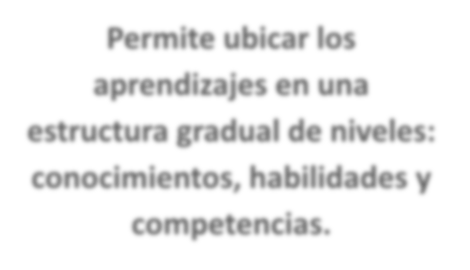 Permite ubicar los
aprendizajes en una
estructura gradual de niveles:
conocimientos, habilidades y
competencias.